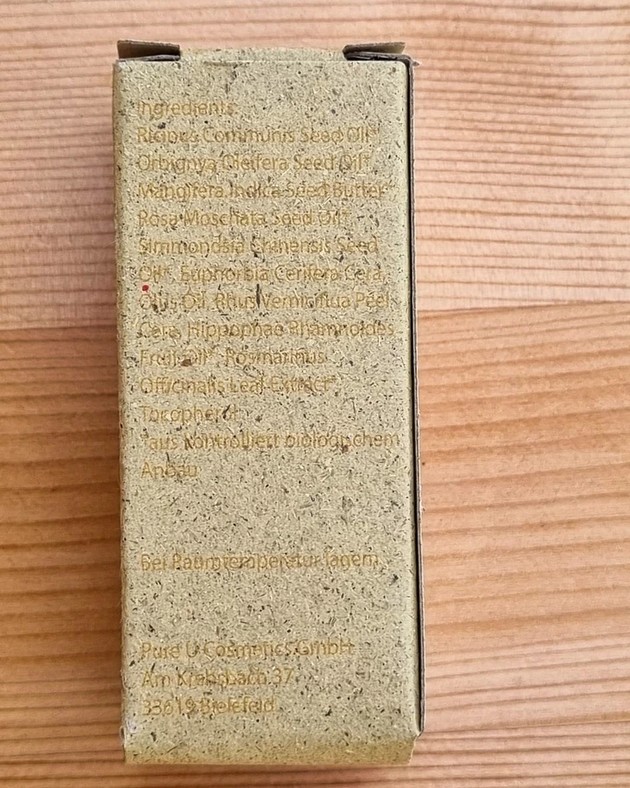 Ingredients:
Ricinus Communis Seed Oil*,
Orbignya Oleifera Seed Oil*,
Mangifera Indica Seed Butter*,
Rosa Moschata Seed Oil*,
Simmondsia Chinensis Seed
Oil*, Euphorbia Cerifera Cera,
Oil, Rhus Verniciflua Peel
Cera, Hippophae Rhamnoides
Fruit Oil*, Rosmarinus
Officinalis Leaf Extract*,
Tocopherol
*aus kontrolliert biologischem
Anbau
Bei Raumtemperatur lagern.
Pure U Cosmetics GmbH
Am Krebsbach 37
33619 Bielefeld